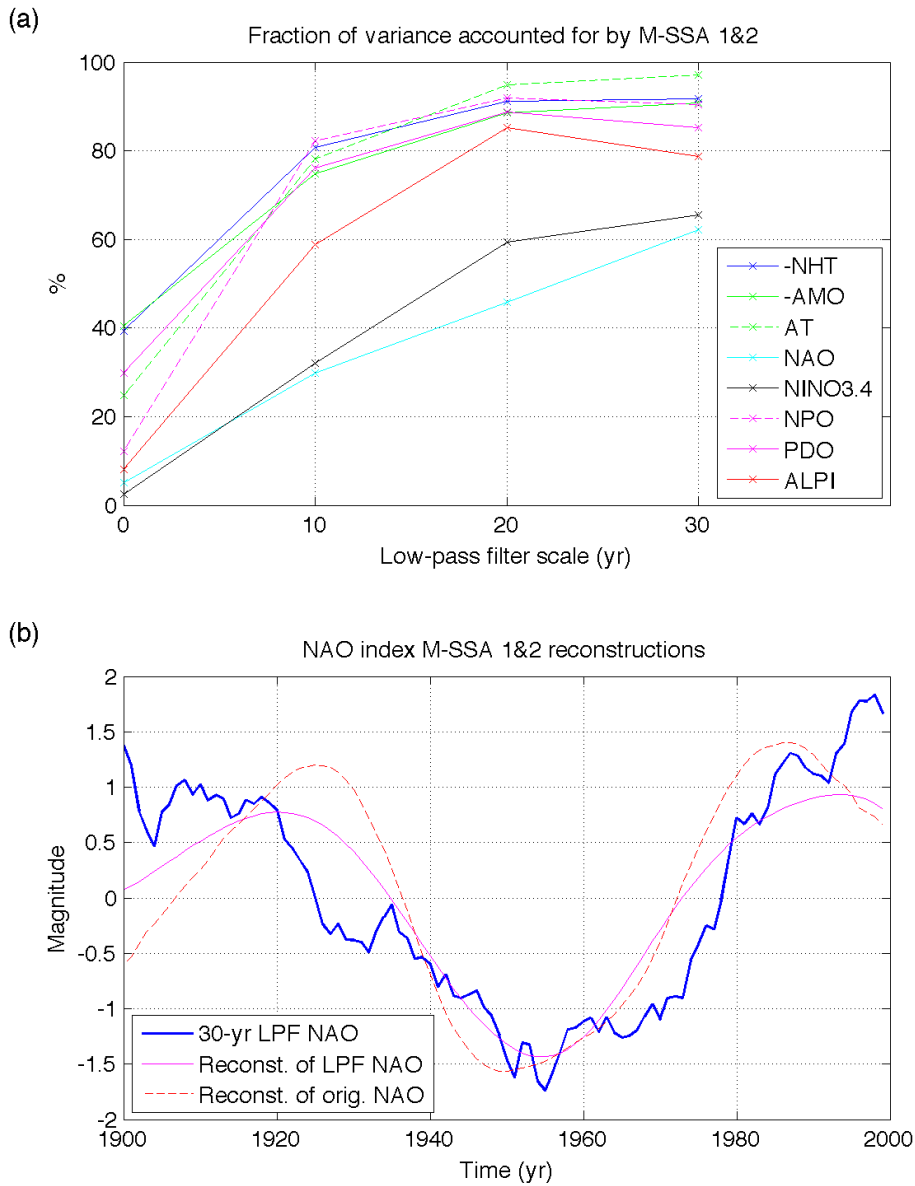 (a)
Fraction of variance accounted for by M-SSA 1&2
100
80
60
40
20
0
%
0 10 20 30
Low-pass filter scale (yr)
-NHT
-AMO
AT
NAO
NINO3.4
NPO
PDO
ALPI
(b)
NAO index M-SSA 1&2 reconstructions
2
1.5
1
0.5
0
-0.5
-1
-1.5
-2
Magnitude
30-yr LPF NAO
Reconst. of LPF NAO
Reconst. of orig. NAO
1900 1920 1940 1960 1980 2000
Time (yr)